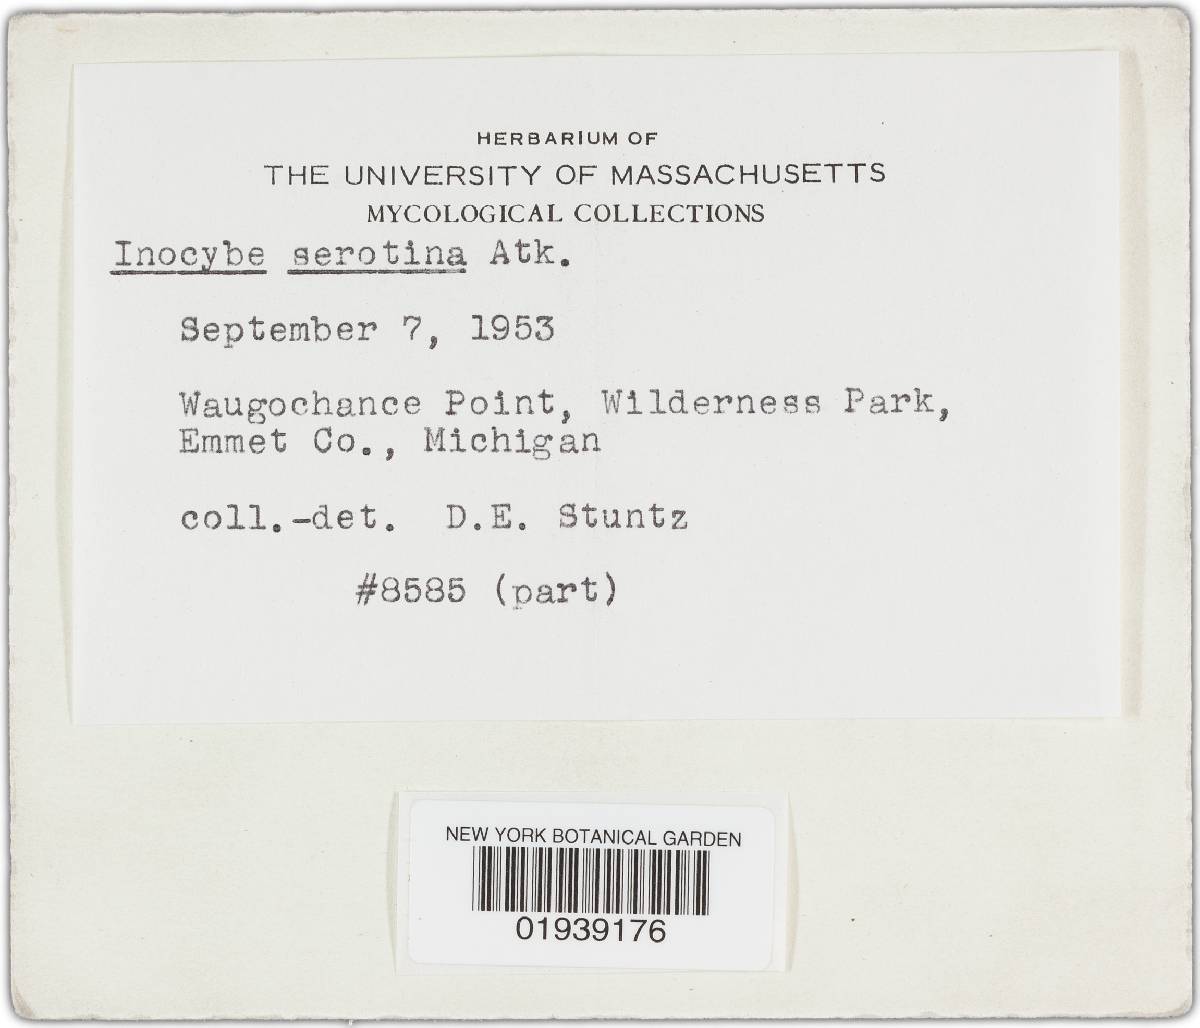 HERBARIUM OF
THE UNIVERSITY OF MASSACHUSETTS
MYCOLOGICAL COLLECTIONS
Inocybe serotina Atk.
September 7, 1953
Waugochance Point, Wilderness Park,
Emmet Co., Michigan
coll.-det. D.E. Stuntz
#8585 (part)
NEW YORK BOTANICAL GARDEN
01939176